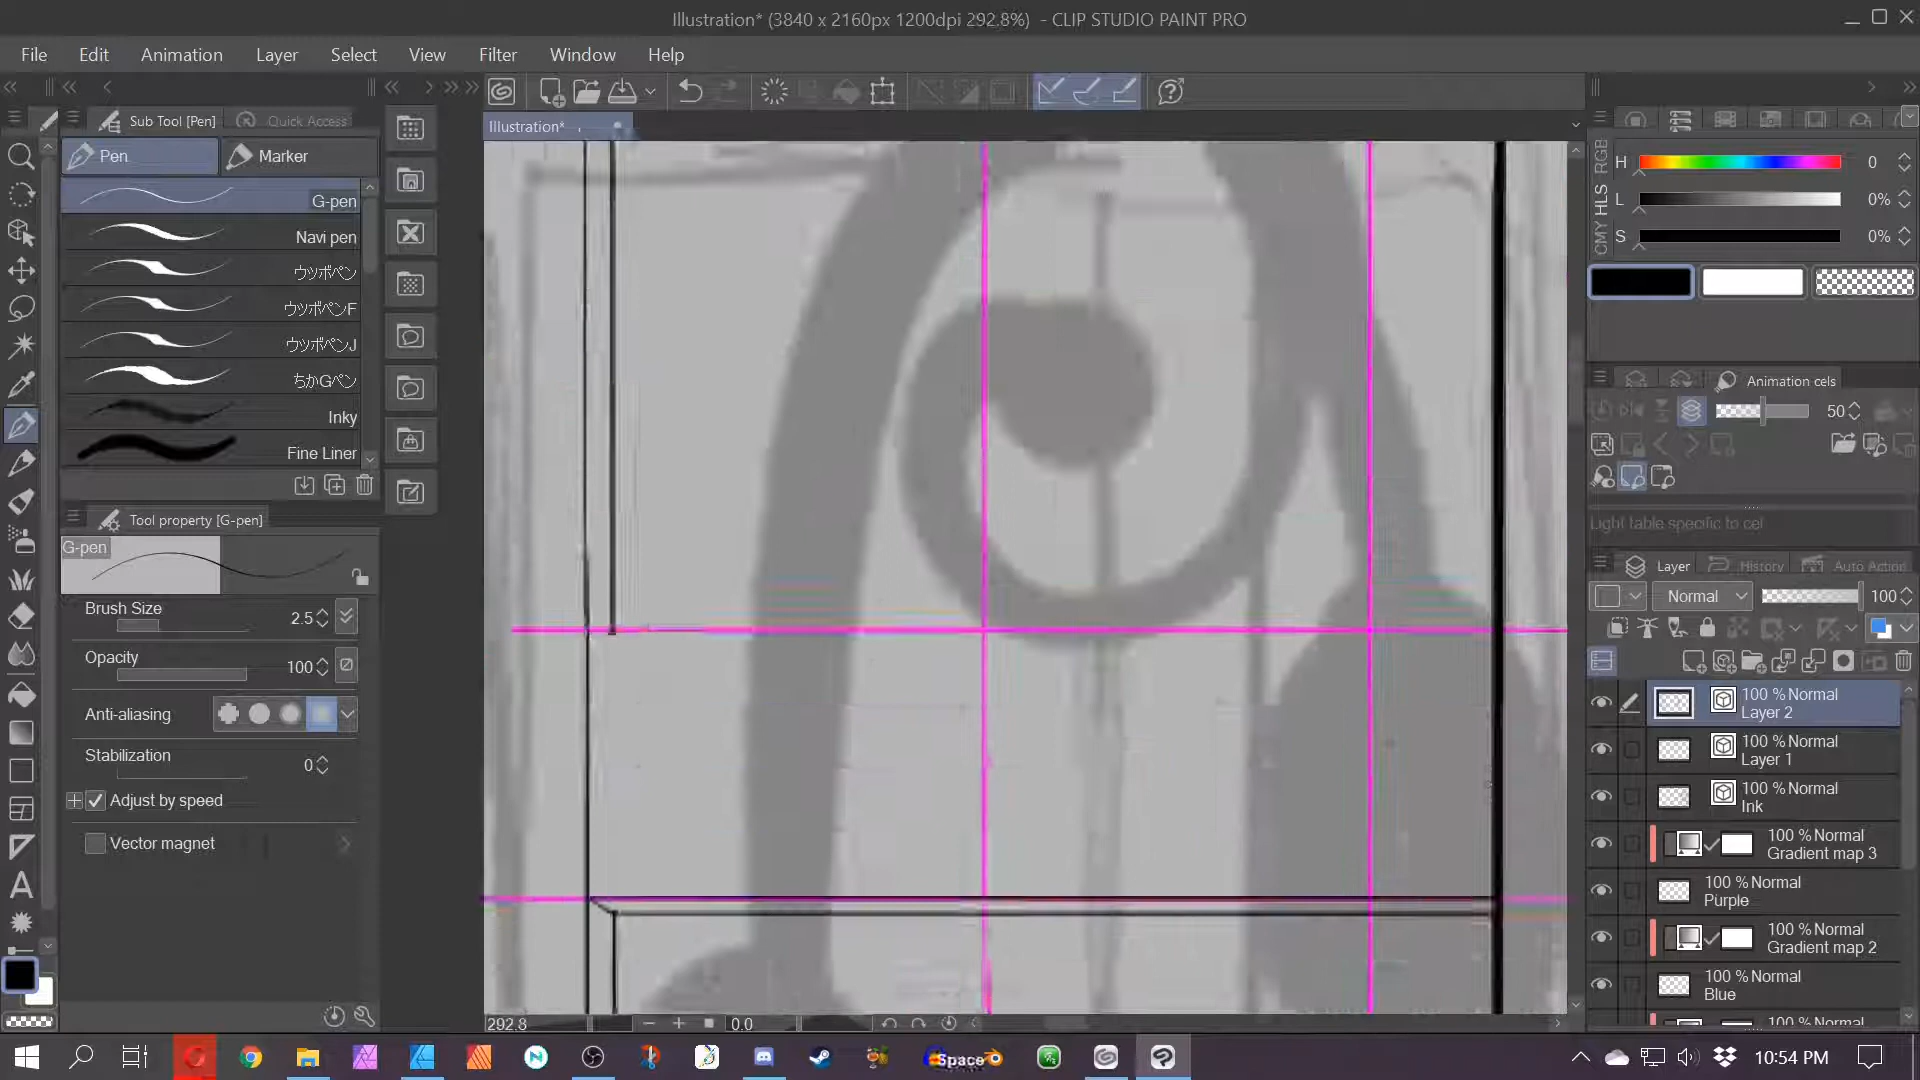 Illustration* (3840 x 2160px 1200dpi 292.8%) - CLIP STUDIO PAINT PRO
File Edit Animation Layer Select View Filter Window Help
Sub Tool [Pen] Quick Access
Illustration*
Pen Marker
G-pen
Navi pen
ウツボペン
ウツボペンF
ウツボペンJ
ちかGペン
Inky
Fine Liner
Tool property [G-pen]
G-pen
Brush Size 2.5
Opacity 100
Anti-aliasing
Stabilization 0
Adjust by speed
Vector magnet
292.8 0.0
RGB
HLS
CMY
H 0
L 0%
S 0%
Animation cels
50
Light table specific to cel
Layer History Auto Action
Normal 100
100 % Normal
Layer 2
100 % Normal
Layer 1
100 % Normal
Ink
100 % Normal
Gradient map 3
100 % Normal
Purple
100 % Normal
Gradient map 2
100 % Normal
Blue
100 % Normal
Space
10:54 PM